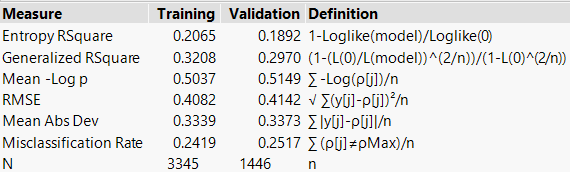 Measure Training Validation Definition
Entropy RSquare 0.2065 0.1892 1-Loglike(model)/Loglike(0)
Generalized RSquare 0.3208 0.2970 (1-(L(0)/L(model))^(2/n))/(1-L(0)^(2/n))
Mean -Log p 0.5037 0.5149 ∑ -Log(ρ[j])/n
RMSE 0.4082 0.4142 √ ∑(y[j]-ρ[j])²/n
Mean Abs Dev 0.3339 0.3373 ∑ |y[j]-ρ[j]|/n
Misclassification Rate 0.2419 0.2517 ∑ (ρ[j]≠ρMax)/n
N 3345 1446 n